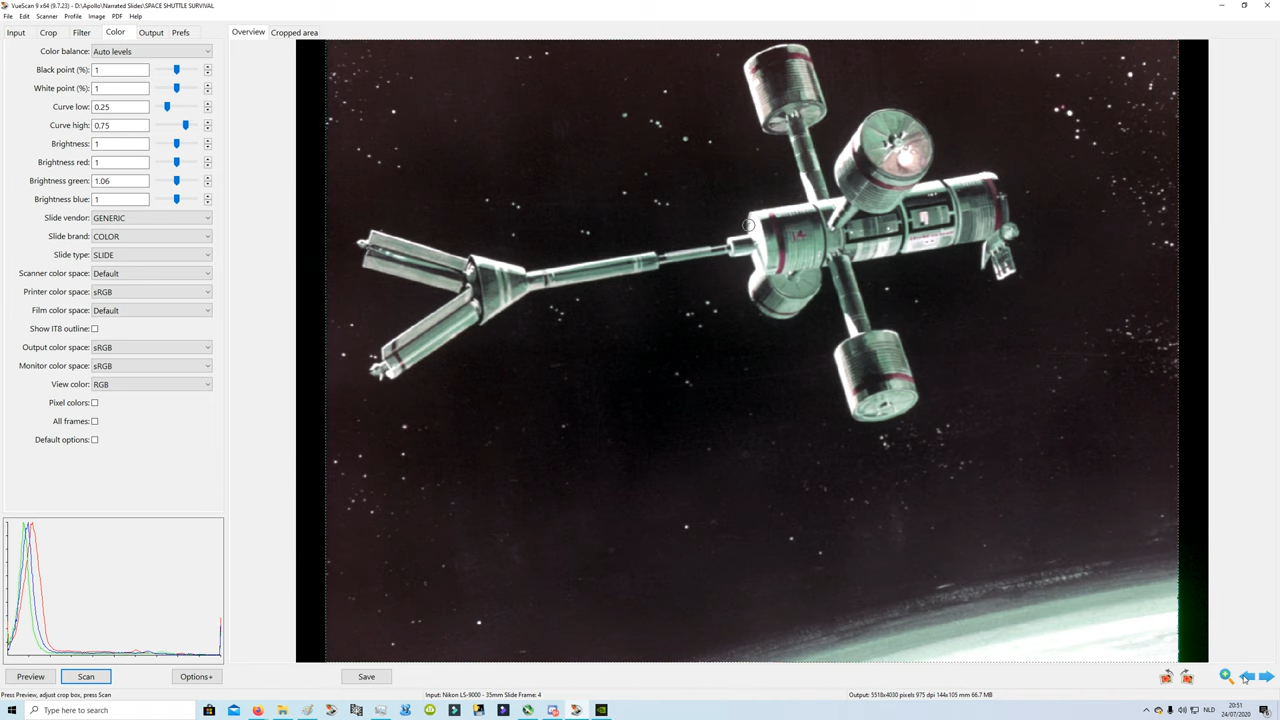 VueScan 9 x64 (9.7.23) - D:\Apollo\Narrated Slides\SPACE SHUTTLE SURVIVAL
File Edit Scanner Profile Image PDF Help
Input Crop Filter Color Output Prefs
Overview Cropped area
Color balance: Auto levels
Black point (%): 1
White point (%): 1
Curve low: 0.25
Curve high: 0.75
Brightness: 1
Brightness red: 1
Brightness green: 1.06
Brightness blue: 1
Slide vendor: GENERIC
Slide brand: COLOR
Slide type: SLIDE
Scanner color space: Default
Printer color space: sRGB
Film color space: Default
Show IT8 outline:
Output color space: sRGB
Monitor color space: sRGB
View color: RGB
Pixel colors:
All frames:
Default options:
Preview Scan Options+ Save
Press Preview, adjust crop box, press Scan
Input: Nikon LS-9000 - 35mm Slide Frame: 4
Output: 5518x4030 pixels 975 dpi 144x105 mm 66.7 MB
Type here to search
NLD
20:51
24/07/2020